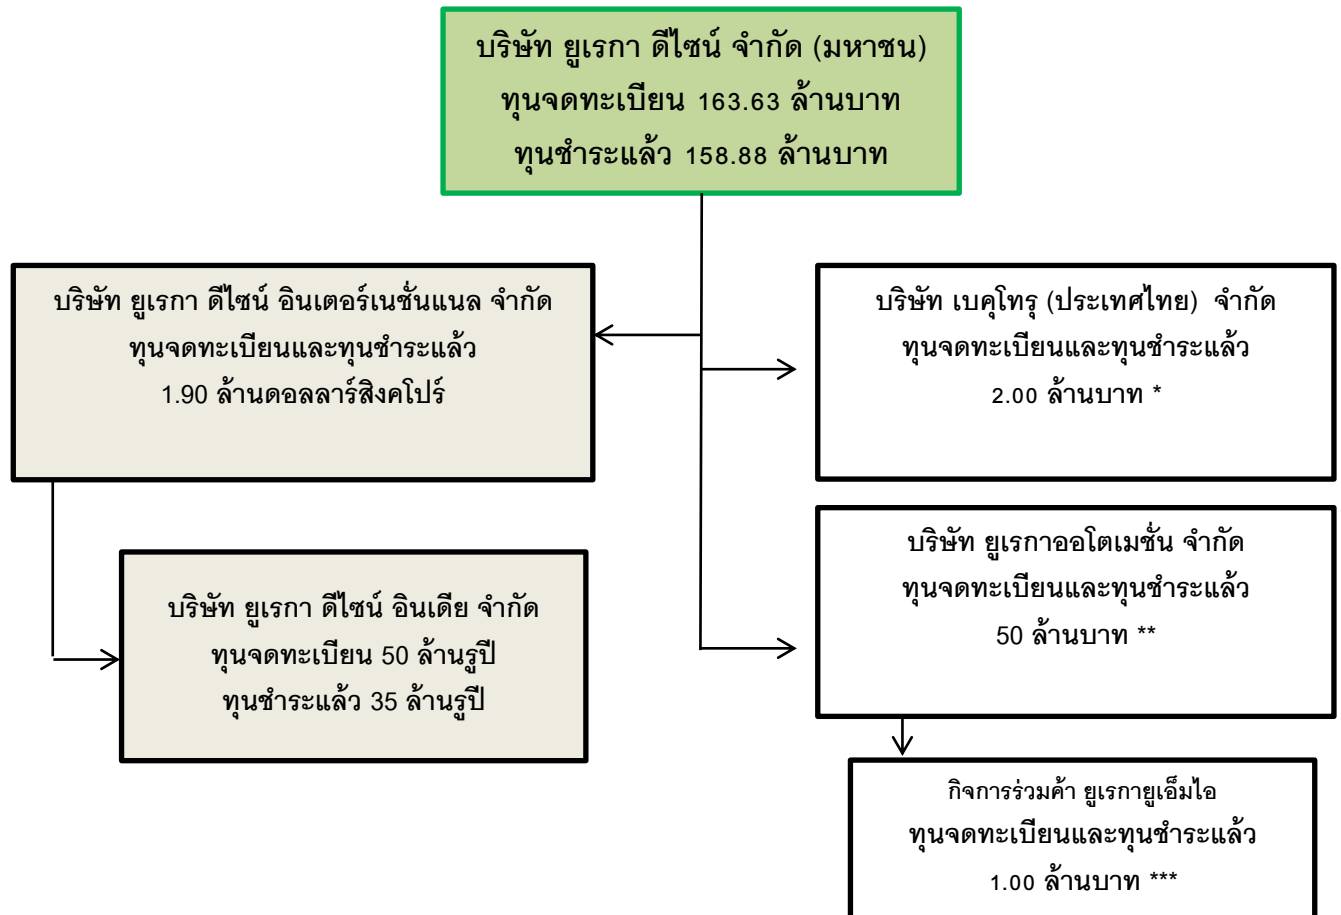 บริษัท ยูเรกา ดีไซน์ จำกัด (มหาชน)
ทุนจดทะเบียน 163.63 ล้านบาท
ทุนชำระแล้ว 158.88 ล้านบาท
บริษัท ยูเรกา ดีไซน์ อินเตอร์เนชั่นแนล จำกัด
ทุนจดทะเบียนและทุนชำระแล้ว
1.90 ล้านดอลลาร์สิงคโปร์
บริษัท ยูเรกา ดีไซน์ อินเดีย จำกัด
ทุนจดทะเบียน 50 ล้านรูปี
ทุนชำระแล้ว 35 ล้านรูปี
บริษัท เบคุโทรุ (ประเทศไทย) จำกัด
ทุนจดทะเบียนและทุนชำระแล้ว
2.00 ล้านบาท *
บริษัท ยูเรกาออโตเมชั่น จำกัด
ทุนจดทะเบียนและทุนชำระแล้ว
50 ล้านบาท **
กิจการร่วมค้า ยูเรกายูเอ็มไอ
ทุนจดทะเบียนและทุนชำระแล้ว
1.00 ล้านบาท ***